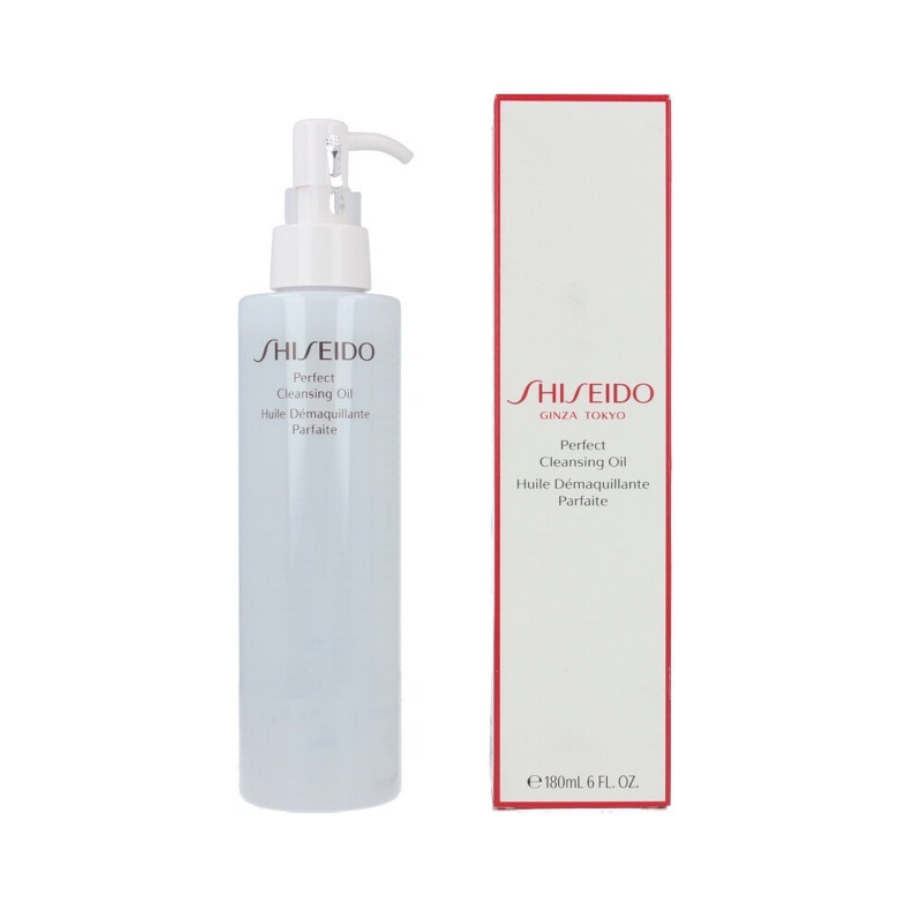 SHISEIDO
Perfect
Cleansing Oil
Huile Démaquillante
Parfaite
SHISEIDO
GINZA TOKYO
Perfect
Cleansing Oil
Huile Démaquillante
Parfaite
℮180mL 6 FL. OZ.